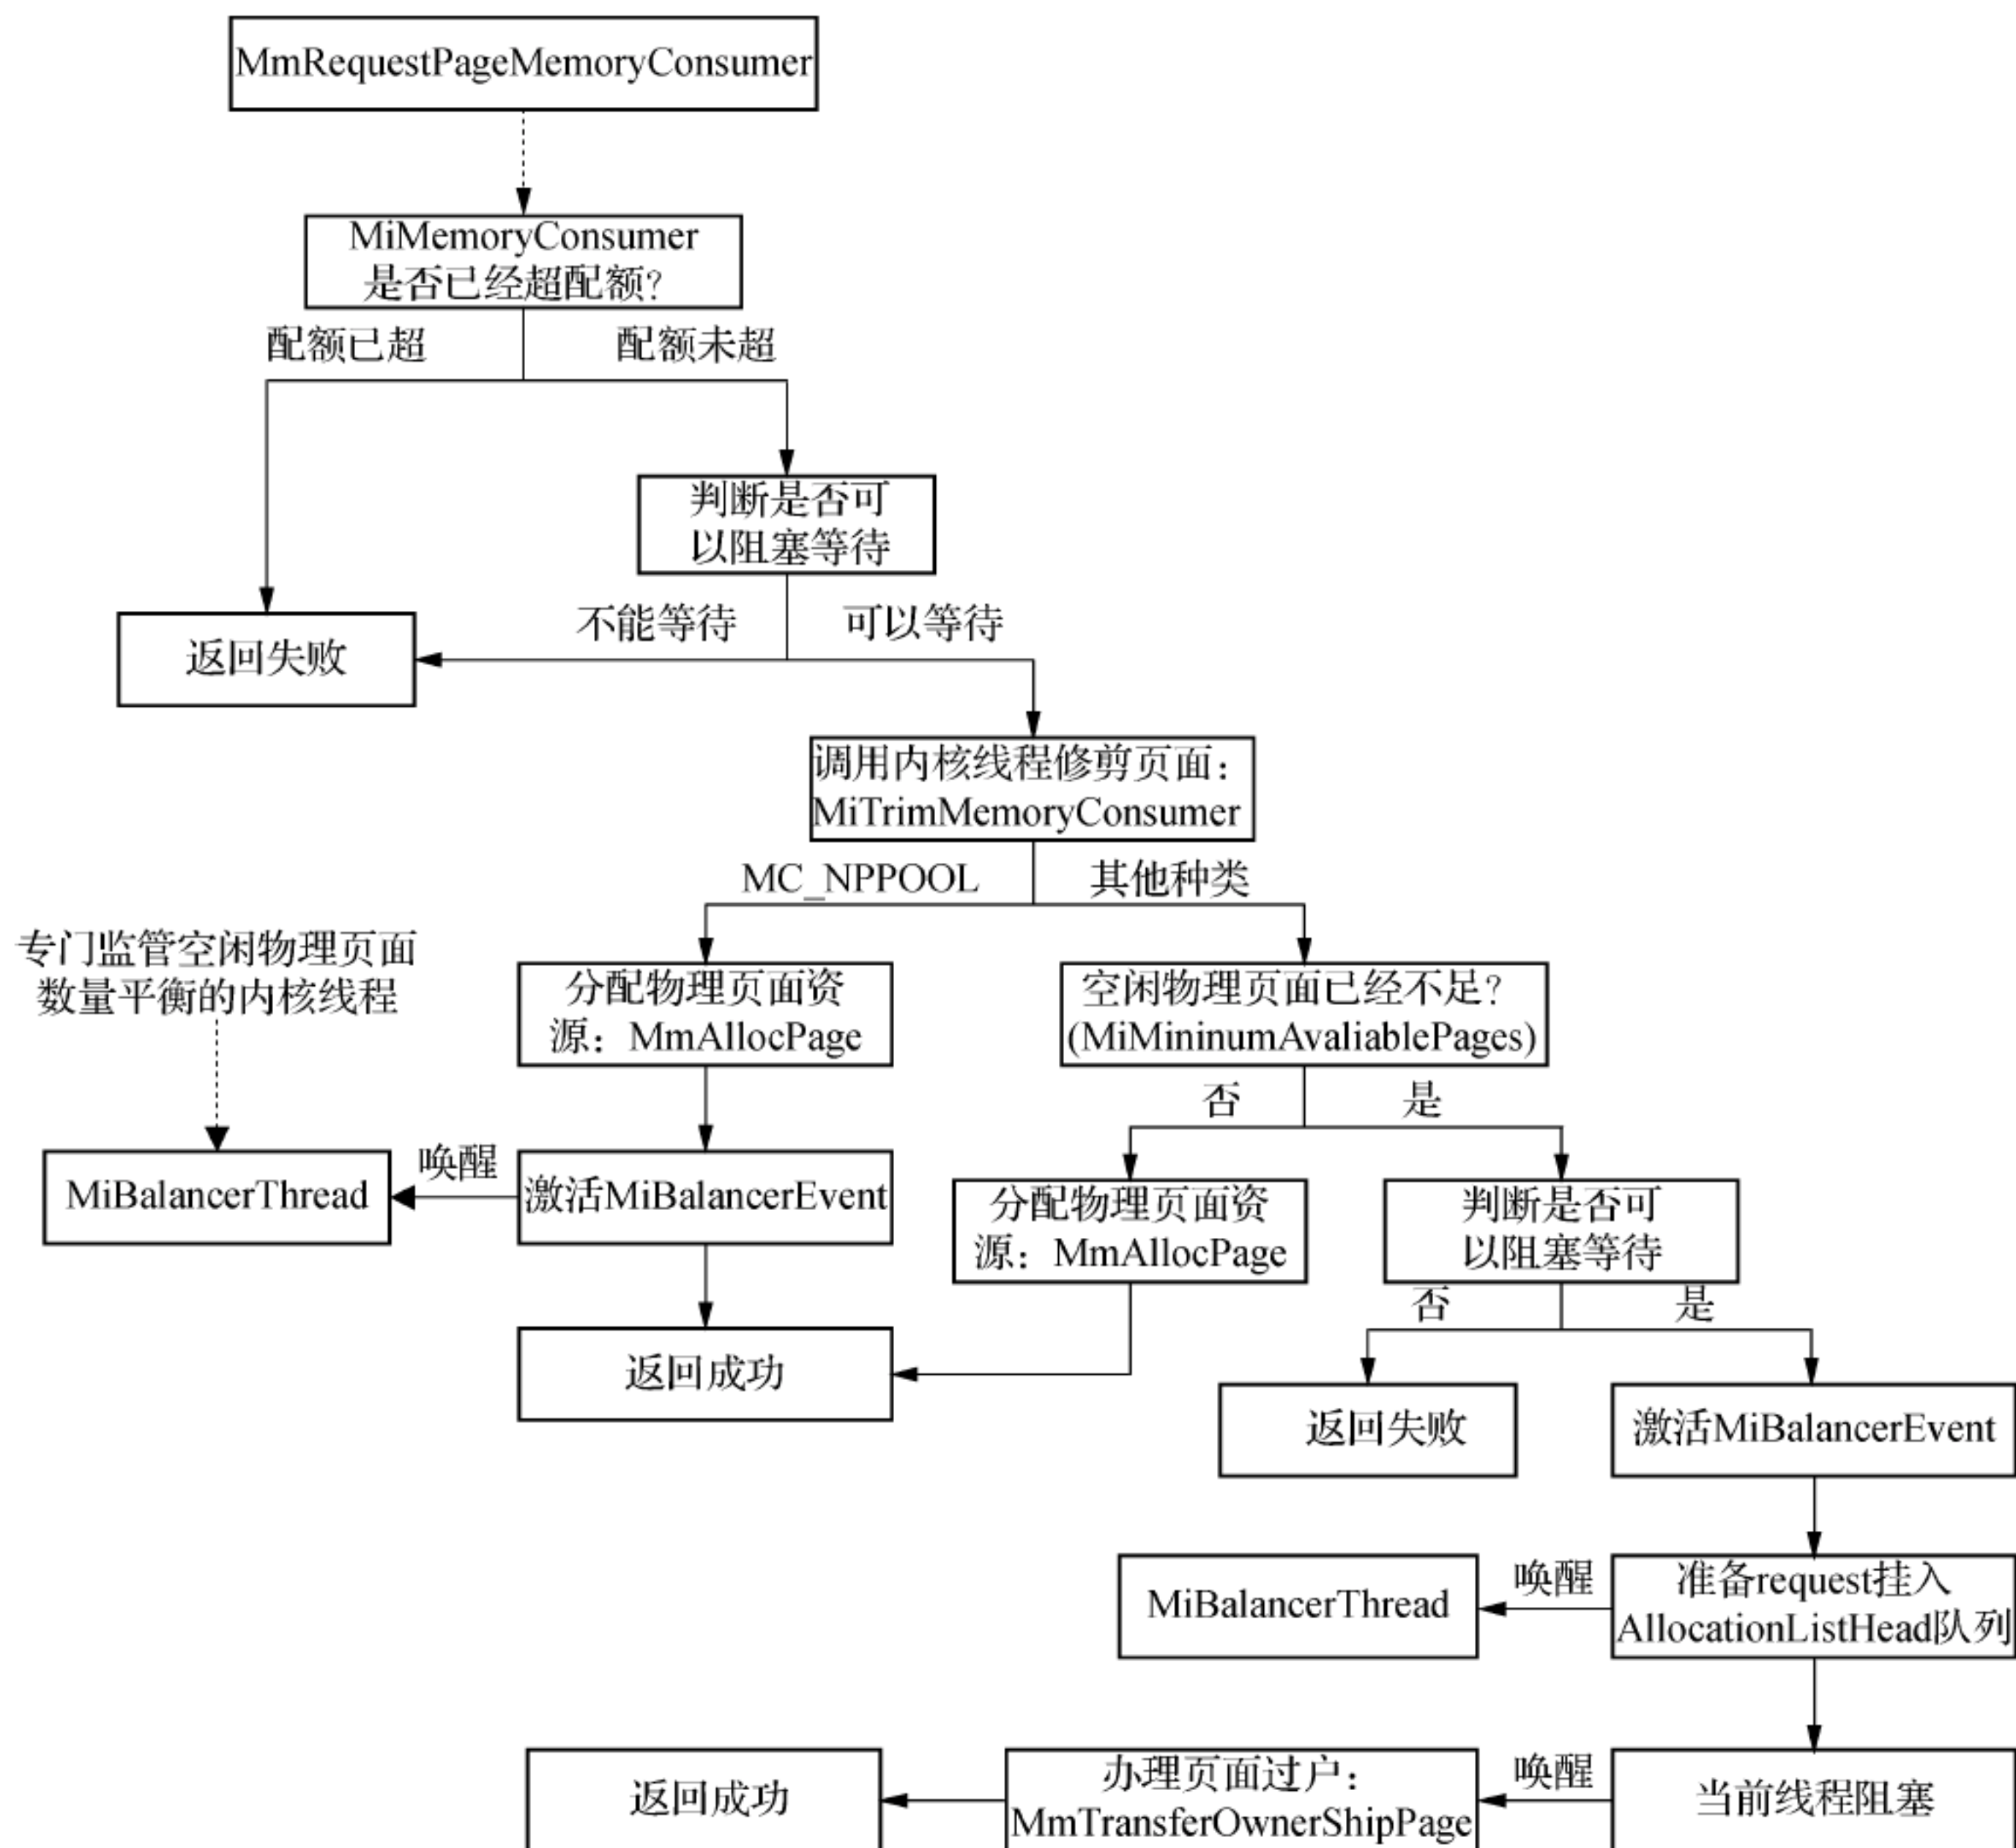 MmRequestPageMemoryConsumer
MiMemoryConsumer
是否已经超配额?
配额已超
配额未超
判断是否可
以阻塞等待
不能等待
可以等待
返回失败
调用内核线程修剪页面:
MiTrimMemoryConsumer
MC_NPPOOL
其他种类
专门监管空闲物理页面
数量平衡的内核线程
分配物理页面资
源: MmAllocPage
空闲物理页面已经不足?
(MiMininumAvaliablePages)
否
是
MiBalancerThread
唤醒
激活MiBalancerEvent
分配物理页面资
源: MmAllocPage
判断是否可
以阻塞等待
否
是
返回成功
返回失败
激活MiBalancerEvent
MiBalancerThread
唤醒
准备request挂入
AllocationListHead队列
返回成功
办理页面过户:
MmTransferOwnerShipPage
唤醒
当前线程阻塞